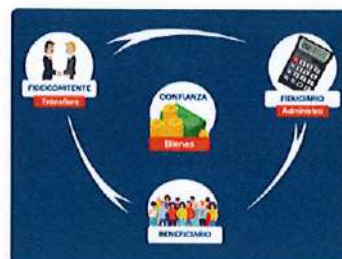 FIDEICOMITENTE
Transfiere
CONFIANZA
Bienes
FIDUCIARIO
Administra
BENEFICIARIO